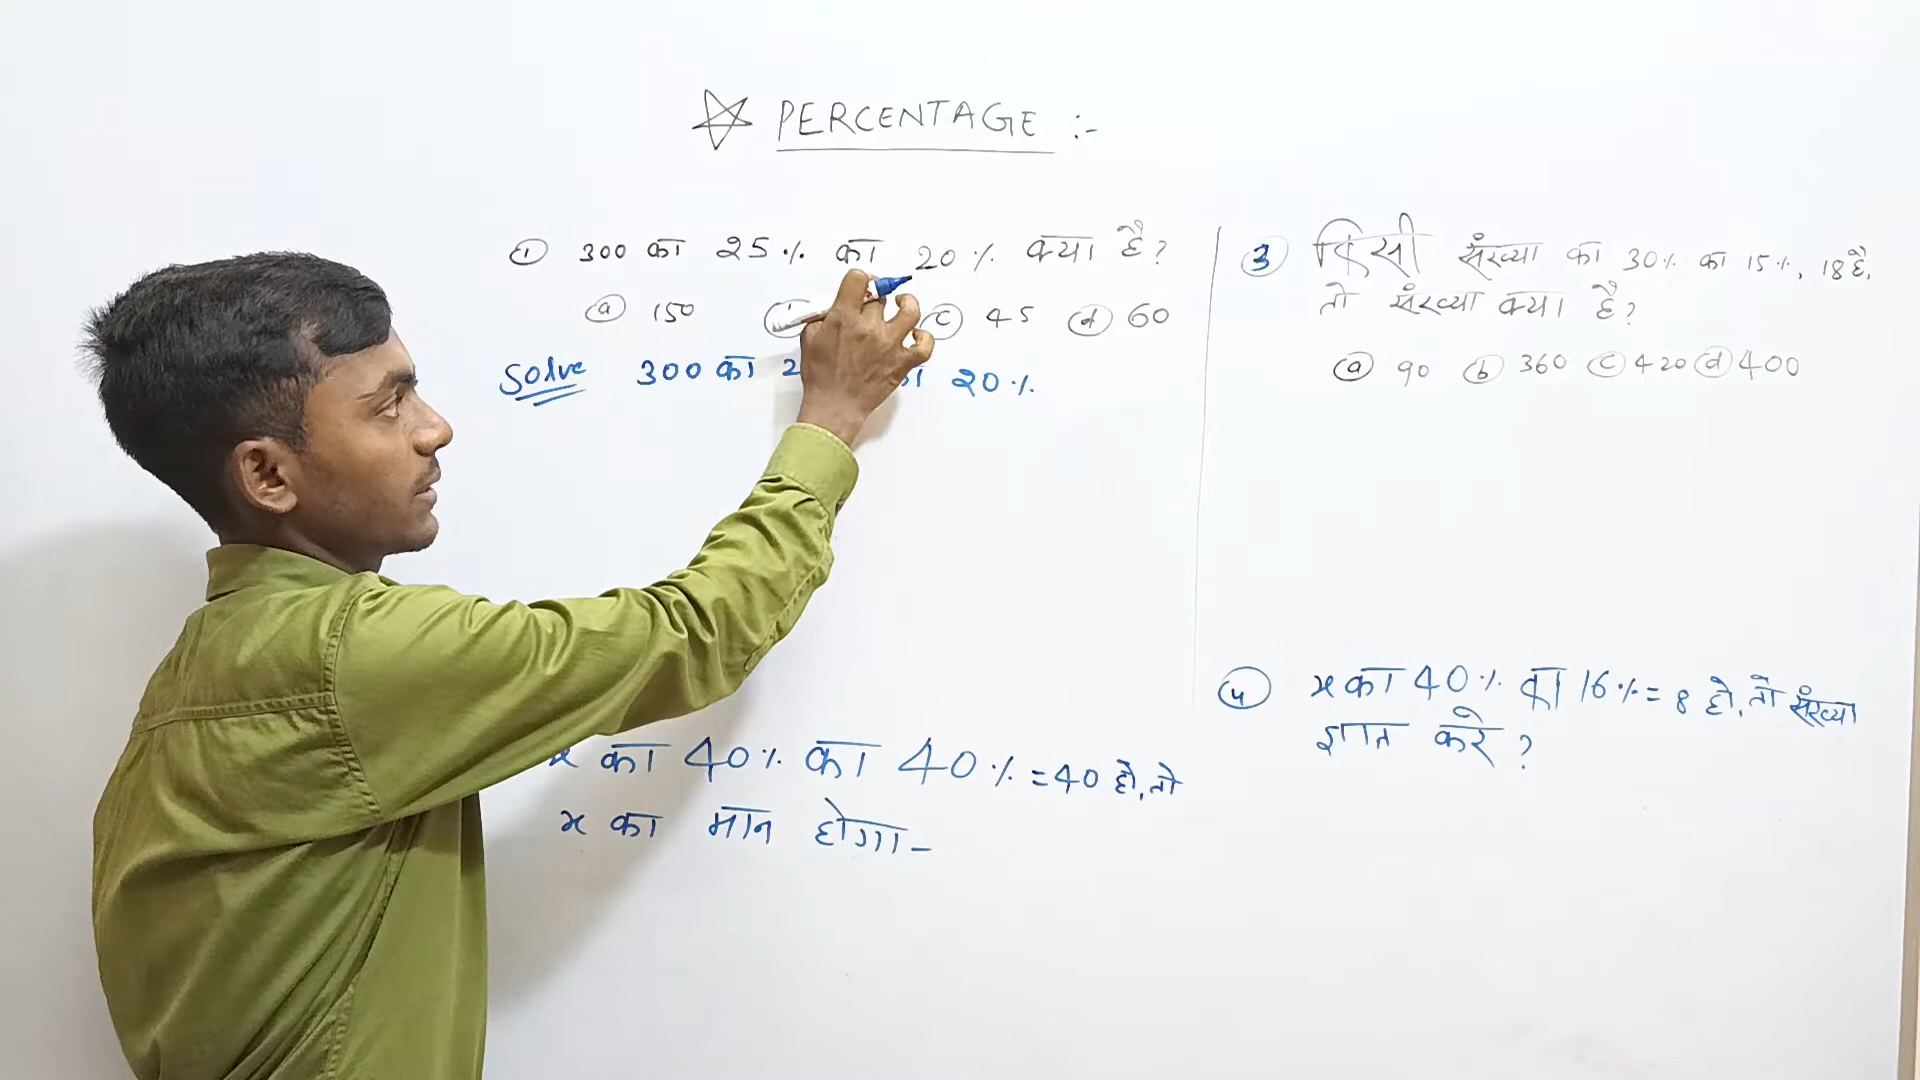 ☆ PERCENTAGE :-
① 300 का 25% का 20% क्या है?
ⓐ 150 ⓒ 45 ⓓ 60
Solve 300 का का 20%
x का 40% का 40% = 40 हो, तो
x का मान होगा -
③ किसी संख्या का 30% का 15%, 18 है,
तो संख्या क्या है?
ⓐ 90 ⓑ 360 ⓒ 420 ⓓ 400
④ x का 40% का 16% = 8 हो, तो संख्या
ज्ञात करे?